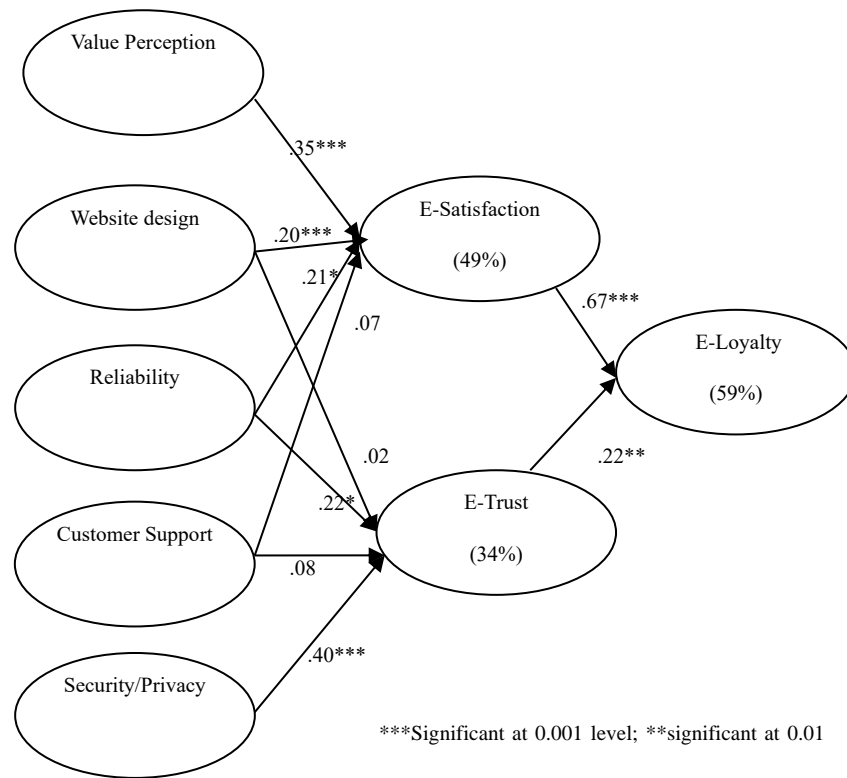 Value Perception
.35***
Website design
E-Satisfaction
.20***
(49%)
.21*
.07
.67***
E-Loyalty
Reliability
(59%)
.02
.22**
.22*
E-Trust
Customer Support
(34%)
.08
.40***
Security/Privacy
***Significant at 0.001 level; **significant at 0.01